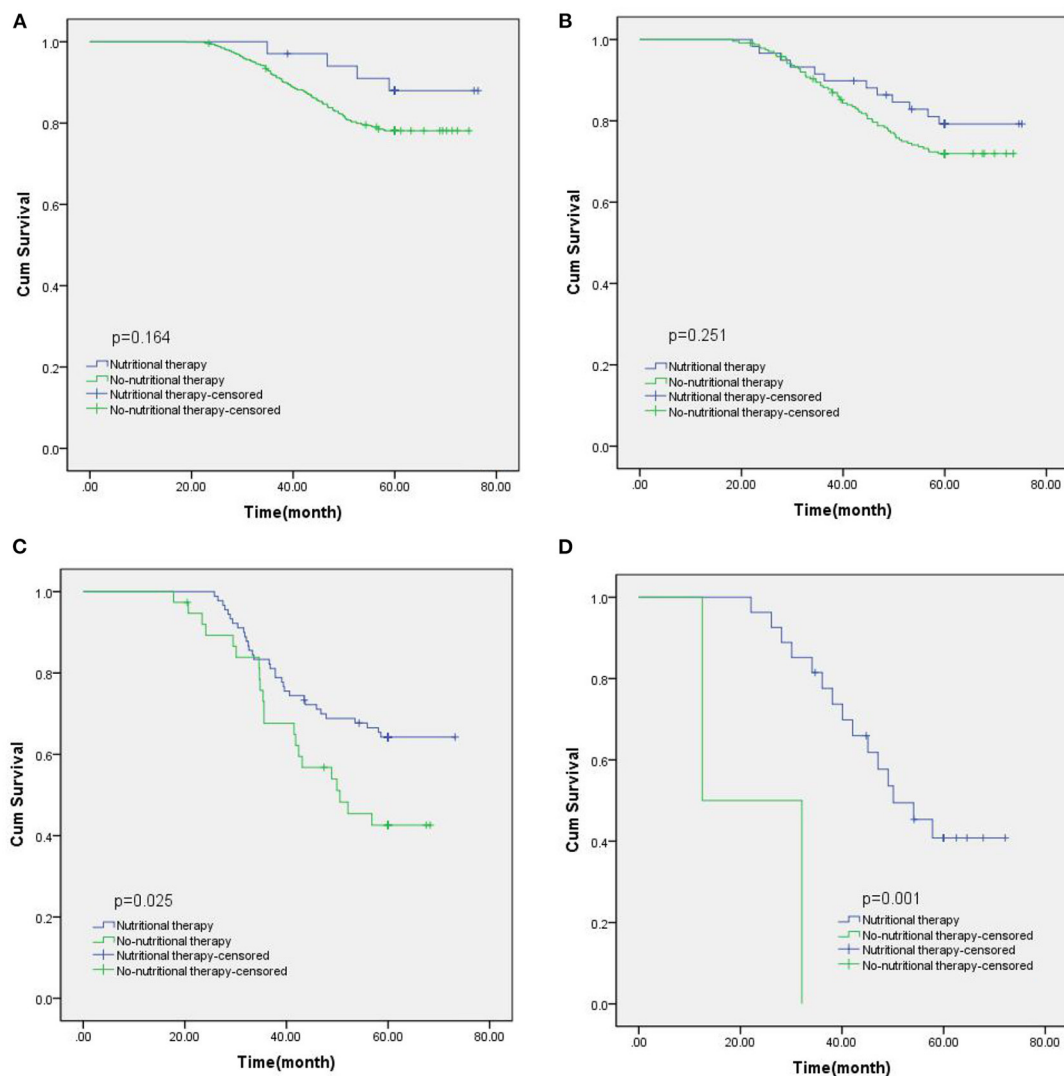 A
Cum Survival
1.0
0.8
0.6
0.4
0.2
0.0
p=0.164
Nutritional therapy
No-nutritional therapy
Nutritional therapy-censored
No-nutritional therapy-censored
.00 20.00 40.00 60.00 80.00
Time(month)
B
Cum Survival
1.0
0.8
0.6
0.4
0.2
0.0
p=0.251
Nutritional therapy
No-nutritional therapy
Nutritional therapy-censored
No-nutritional therapy-censored
.00 20.00 40.00 60.00 80.00
Time(month)
C
Cum Survival
1.0
0.8
0.6
0.4
0.2
0.0
p=0.025
Nutritional therapy
No-nutritional therapy
Nutritional therapy-censored
No-nutritional therapy-censored
.00 20.00 40.00 60.00 80.00
Time(month)
D
Cum Survival
1.0
0.8
0.6
0.4
0.2
0.0
p=0.001
Nutritional therapy
No-nutritional therapy-censored
Nutritional therapy-censored
No-nutritional therapy-censored
.00 20.00 40.00 60.00 80.00
Time(month)